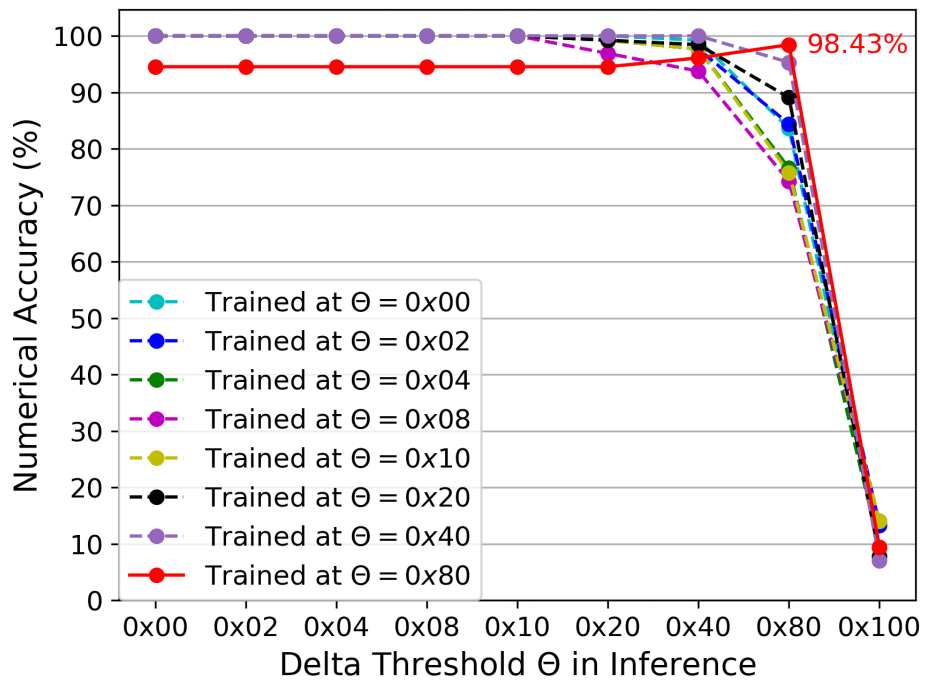 100
90
80
70
60
50
40
30
20
10
0
Numerical Accuracy (%)
98.43%
Trained at Θ = 0x00
Trained at Θ = 0x02
Trained at Θ = 0x04
Trained at Θ = 0x08
Trained at Θ = 0x10
Trained at Θ = 0x20
Trained at Θ = 0x40
Trained at Θ = 0x80
0x00 0x02 0x04 0x08 0x10 0x20 0x40 0x80 0x100
Delta Threshold Θ in Inference